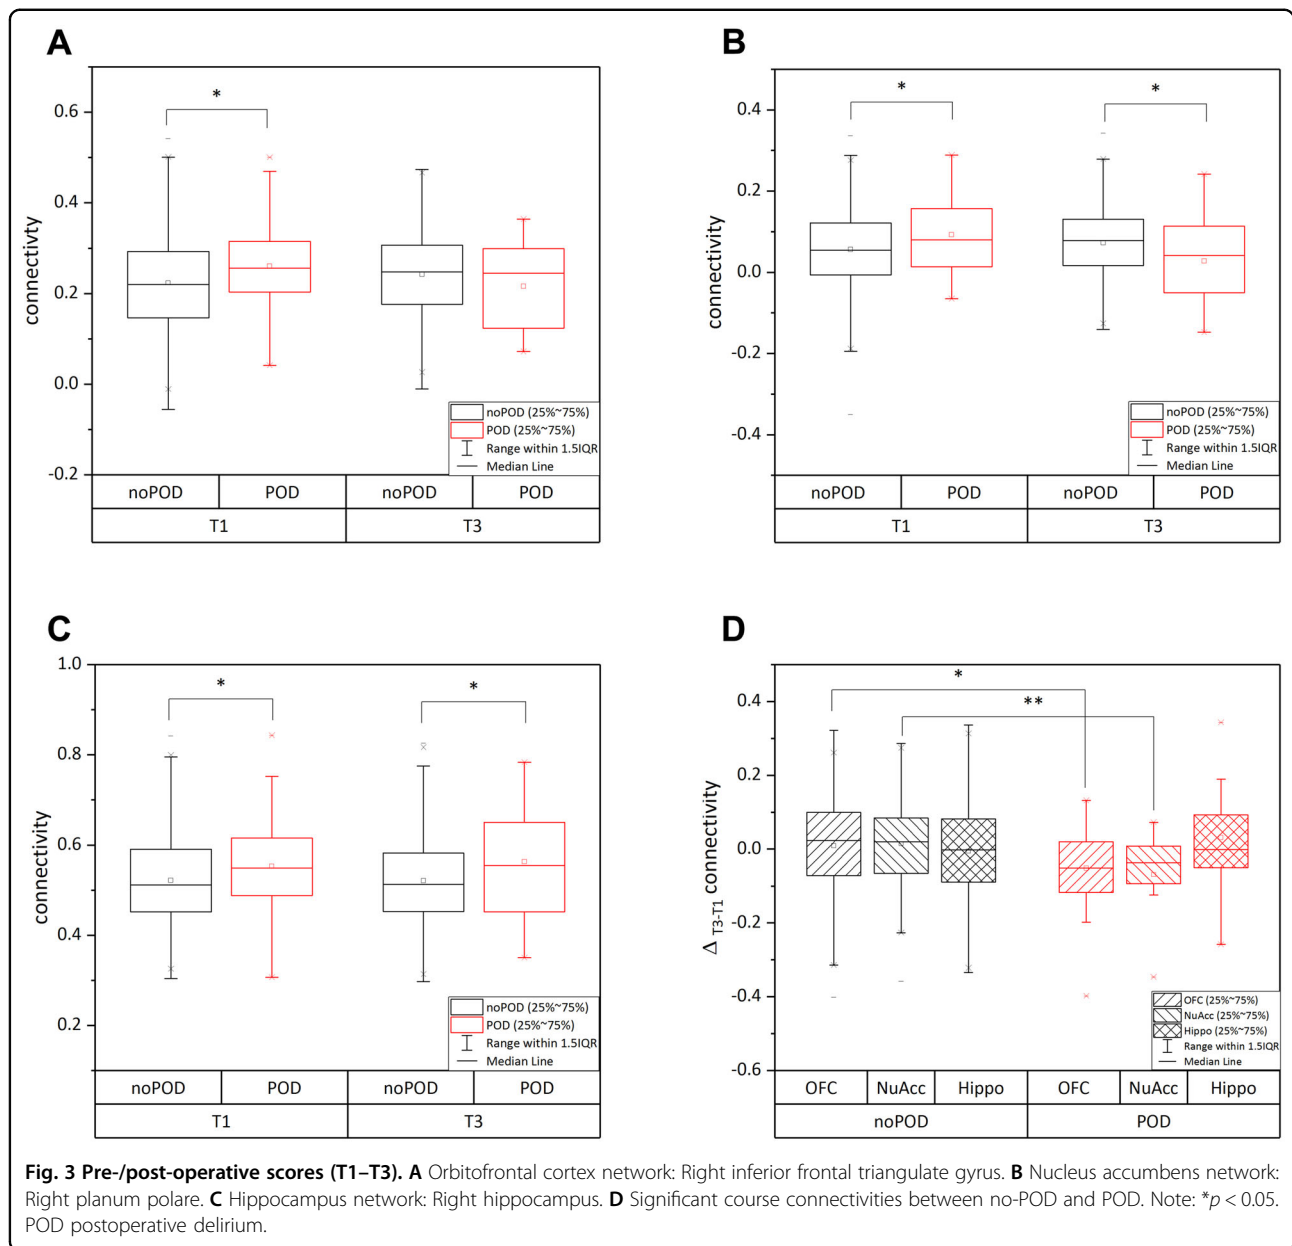 A
connectivity
0.6
0.4
0.2
0.0
-0.2
*
noPOD (25%~75%)
POD (25%~75%)
Range within 1.5IQR
Median Line
noPOD POD noPOD POD
T1 T3
B
connectivity
0.4
0.2
0.0
-0.2
-0.4
* *
noPOD (25%~75%)
POD (25%~75%)
Range within 1.5IQR
Median Line
noPOD POD noPOD POD
T1 T3
C
connectivity
1.0
0.8
0.6
0.4
0.2
* *
noPOD (25%~75%)
POD (25%~75%)
Range within 1.5IQR
Median Line
noPOD POD noPOD POD
T1 T3
D
Δ T3-T1 connectivity
0.4
0.2
0.0
-0.2
-0.4
-0.6
*
**
OFC (25%~75%)
NuAcc (25%~75%)
Hippo (25%~75%)
Range within 1.5IQR
Median Line
OFC NuAcc Hippo OFC NuAcc Hippo
noPOD POD
Fig. 3 Pre-/post-operative scores (T1–T3). A Orbitofrontal cortex network: Right inferior frontal triangulate gyrus. B Nucleus accumbens network:
Right planum polare. C Hippocampus network: Right hippocampus. D Significant course connectivities between no-POD and POD. Note: *p < 0.05.
POD postoperative delirium.